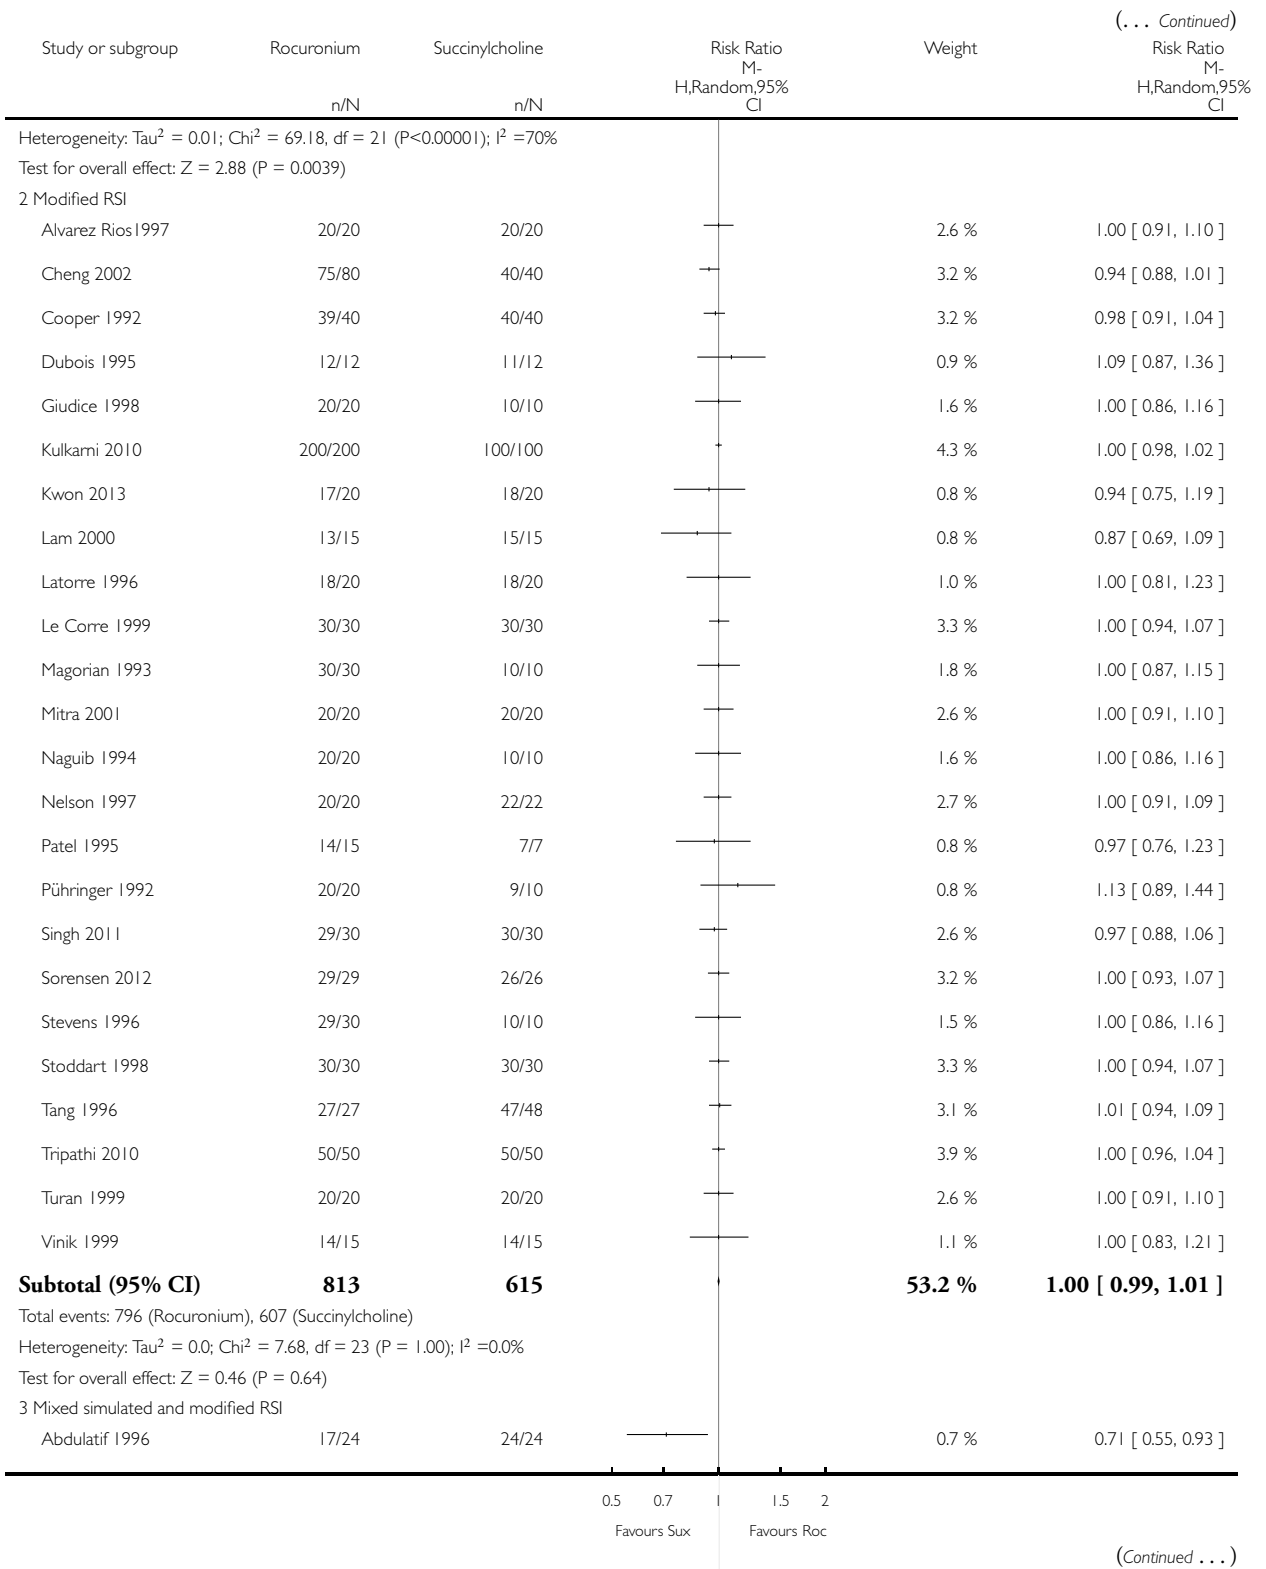 (... Continued)
Study or subgroup Rocuronium Succinylcholine Risk Ratio Weight Risk Ratio
M- M-
H,Random,95% H,Random,95%
n/N n/N CI CI
Heterogeneity: Tau² = 0.01; Chi² = 69.18, df = 21 (P<0.00001); I² =70%
Test for overall effect: Z = 2.88 (P = 0.0039)
2 Modified RSI
Alvarez Rios1997 20/20 20/20 2.6 % 1.00 [ 0.91, 1.10 ]
Cheng 2002 75/80 40/40 3.2 % 0.94 [ 0.88, 1.01 ]
Cooper 1992 39/40 40/40 3.2 % 0.98 [ 0.91, 1.04 ]
Dubois 1995 12/12 11/12 0.9 % 1.09 [ 0.87, 1.36 ]
Giudice 1998 20/20 10/10 1.6 % 1.00 [ 0.86, 1.16 ]
Kulkarni 2010 200/200 100/100 4.3 % 1.00 [ 0.98, 1.02 ]
Kwon 2013 17/20 18/20 0.8 % 0.94 [ 0.75, 1.19 ]
Lam 2000 13/15 15/15 0.8 % 0.87 [ 0.69, 1.09 ]
Latorre 1996 18/20 18/20 1.0 % 1.00 [ 0.81, 1.23 ]
Le Corre 1999 30/30 30/30 3.3 % 1.00 [ 0.94, 1.07 ]
Magorian 1993 30/30 10/10 1.8 % 1.00 [ 0.87, 1.15 ]
Mitra 2001 20/20 20/20 2.6 % 1.00 [ 0.91, 1.10 ]
Naguib 1994 20/20 10/10 1.6 % 1.00 [ 0.86, 1.16 ]
Nelson 1997 20/20 22/22 2.7 % 1.00 [ 0.91, 1.09 ]
Patel 1995 14/15 7/7 0.8 % 0.97 [ 0.76, 1.23 ]
Pühringer 1992 20/20 9/10 0.8 % 1.13 [ 0.89, 1.44 ]
Singh 2011 29/30 30/30 2.6 % 0.97 [ 0.88, 1.06 ]
Sorensen 2012 29/29 26/26 3.2 % 1.00 [ 0.93, 1.07 ]
Stevens 1996 29/30 10/10 1.5 % 1.00 [ 0.86, 1.16 ]
Stoddart 1998 30/30 30/30 3.3 % 1.00 [ 0.94, 1.07 ]
Tang 1996 27/27 47/48 3.1 % 1.01 [ 0.94, 1.09 ]
Tripathi 2010 50/50 50/50 3.9 % 1.00 [ 0.96, 1.04 ]
Turan 1999 20/20 20/20 2.6 % 1.00 [ 0.91, 1.10 ]
Vinik 1999 14/15 14/15 1.1 % 1.00 [ 0.83, 1.21 ]
Subtotal (95% CI) 813 615 53.2 % 1.00 [ 0.99, 1.01 ]
Total events: 796 (Rocuronium), 607 (Succinylcholine)
Heterogeneity: Tau² = 0.0; Chi² = 7.68, df = 23 (P = 1.00); I² =0.0%
Test for overall effect: Z = 0.46 (P = 0.64)
3 Mixed simulated and modified RSI
Abdulatif 1996 17/24 24/24 0.7 % 0.71 [ 0.55, 0.93 ]
0.5 0.7 1 1.5 2
Favours Sux Favours Roc
(Continued ...)